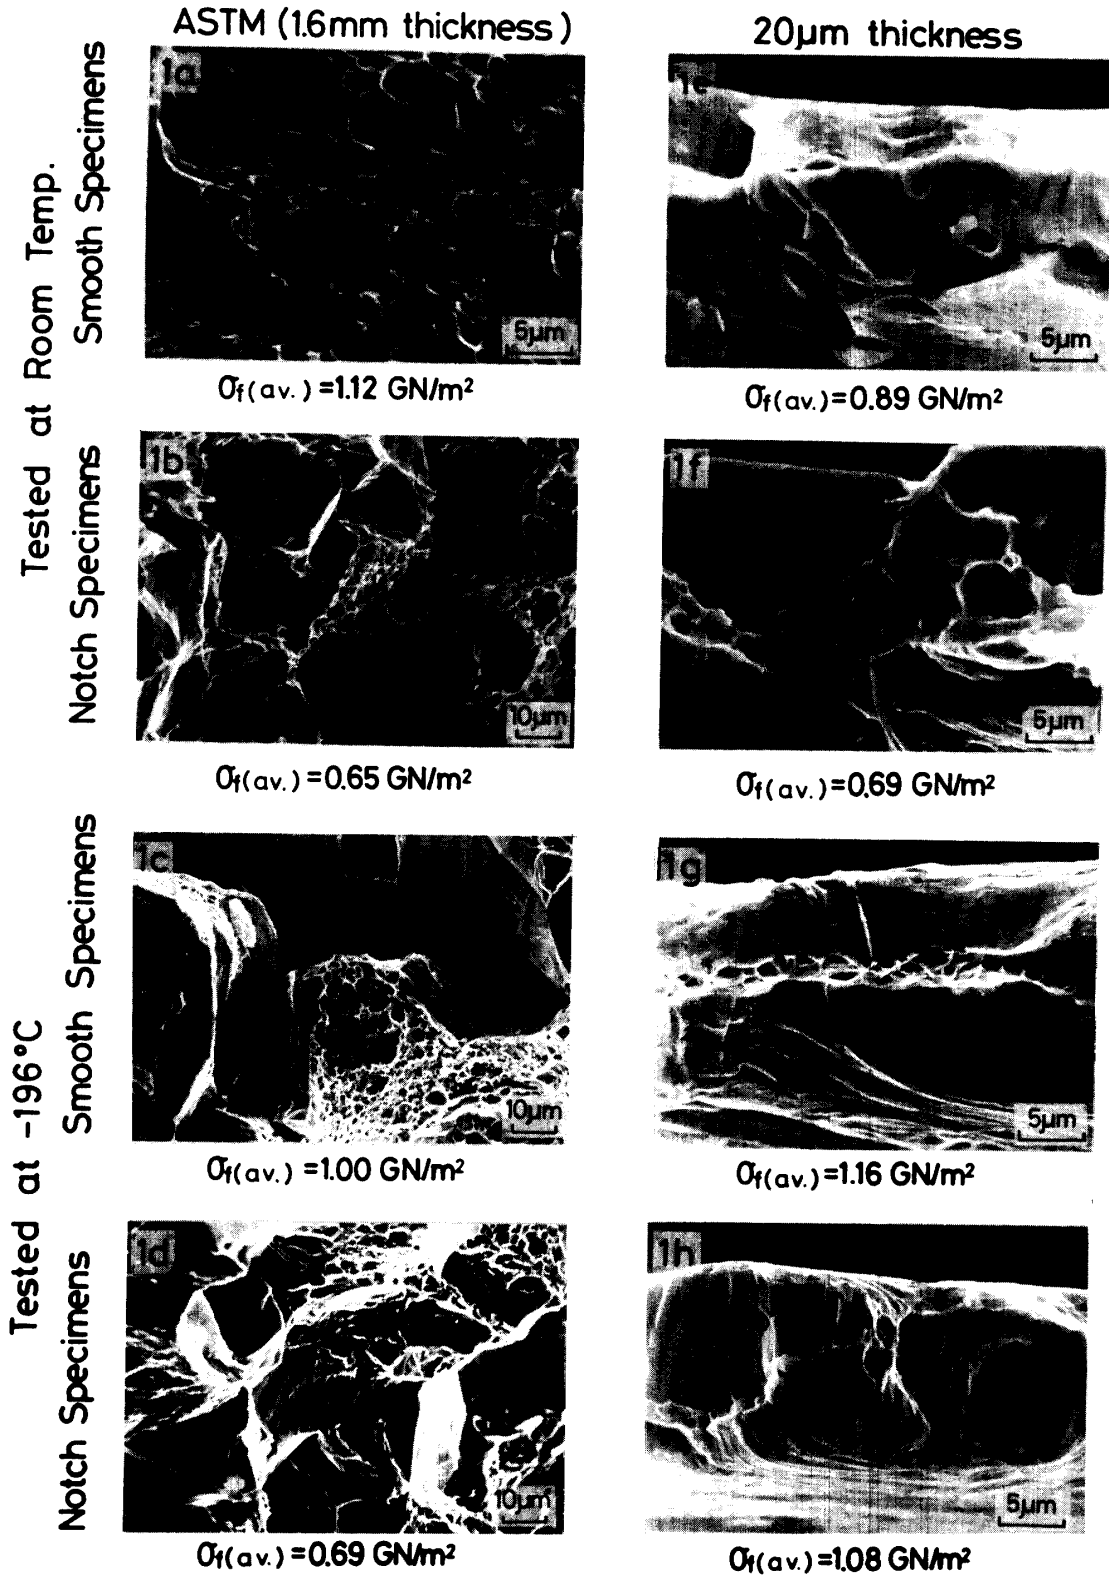 ASTM (1.6mm thickness)
20µm thickness
Tested at Room Temp.
Smooth Specimens
1a
5µm
σf(av.)=1.12 GN/m²
1e
5µm
σf(av.)=0.89 GN/m²
Notch Specimens
1b
10µm
σf(av.)=0.65 GN/m²
1f
5µm
σf(av.)=0.69 GN/m²
Tested at -196°C
Smooth Specimens
1c
10µm
σf(av.)=1.00 GN/m²
1g
5µm
σf(av.)=1.16 GN/m²
Notch Specimens
1d
10µm
σf(av.)=0.69 GN/m²
1h
5µm
σf(av.)=1.08 GN/m²